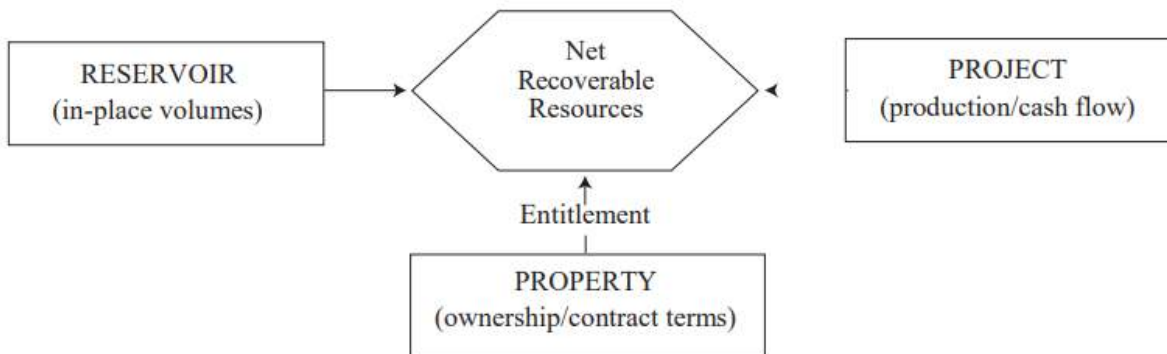 RESERVOIR
(in-place volumes)
Net
Recoverable
Resources
PROJECT
(production/cash flow)
Entitlement
PROPERTY
(ownership/contract terms)